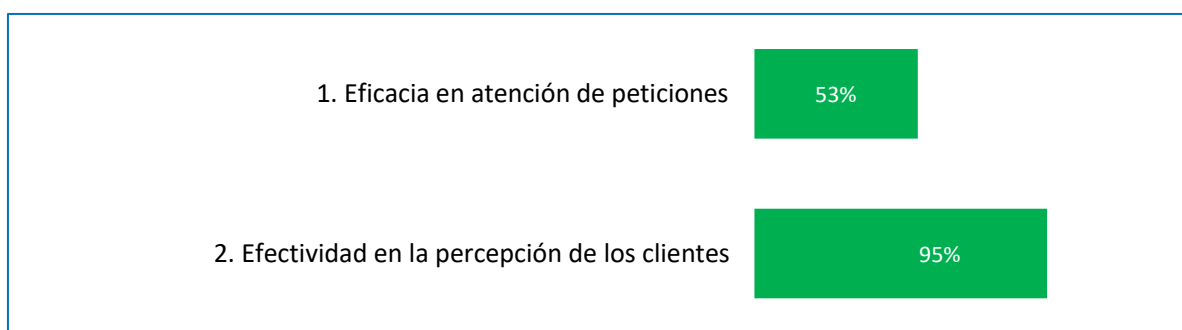 1. Eficacia en atención de peticiones
53%
2. Efectividad en la percepción de los clientes
95%